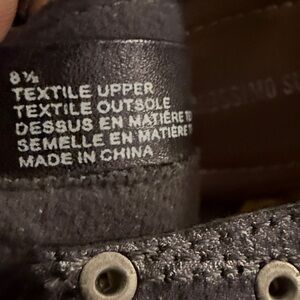 8½
TEXTILE UPPER
TEXTILE OUTSOLE
DESSUS EN MATIÈRE
SEMELLE EN MATIÈRE
MADE IN CHINA